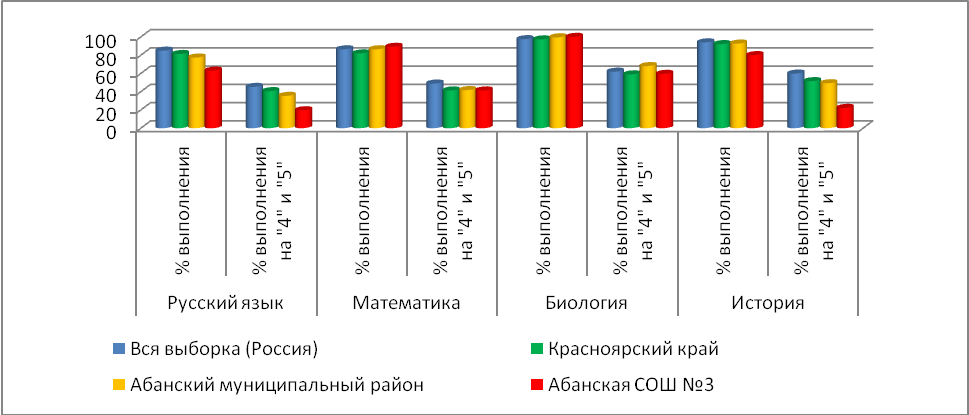 100
80
60
40
20
0
% выполнения
% выполнения
на "4" и "5"
% выполнения
% выполнения
на "4" и "5"
% выполнения
% выполнения
на "4" и "5"
% выполнения
% выполнения
на "4" и "5"
Русский язык
Математика
Биология
История
Вся выборка (Россия)
Красноярский край
Абанский муниципальный район
Абанская СОШ №3